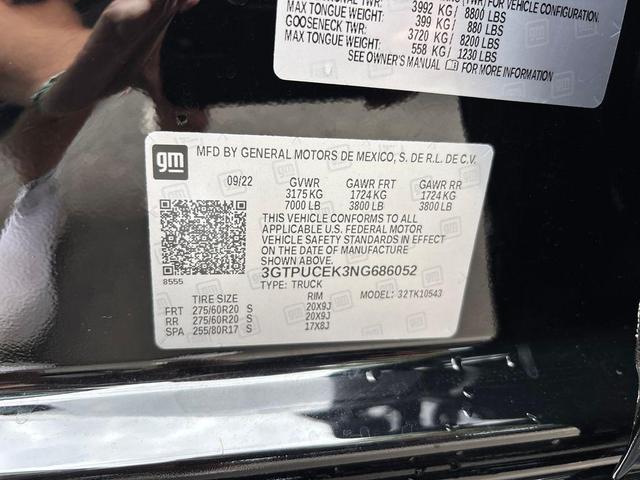 FOR VEHICLE CONFIGURATION.
3992 KG / 8800 LBS
MAX TONGUE WEIGHT: 399 KG / 880 LBS
GOOSENECK TWR: 3720 KG / 8200 LBS
MAX TONGUE WEIGHT: 558 KG / 1230 LBS
SEE OWNER'S MANUAL FOR MORE INFORMATION
gm MFD BY GENERAL MOTORS DE MEXICO, S. DE R.L. DE C.V.
09/22 GVWR GAWR FRT GAWR RR
3175 KG 1724 KG 1724 KG
7000 LB 3800 LB 3800 LB
THIS VEHICLE CONFORMS TO ALL
APPLICABLE U.S. FEDERAL MOTOR
VEHICLE SAFETY STANDARDS IN EFFECT
ON THE DATE OF MANUFACTURE
SHOWN ABOVE
8555
3GTPUCEK3NG686052
TYPE: TRUCK
MODEL: 32TK10543
TIRE SIZE RIM
FRT 275/60R20 S 20X9J
RR 275/60R20 S 20X9J
SPA 255/80R17 S 17X8J